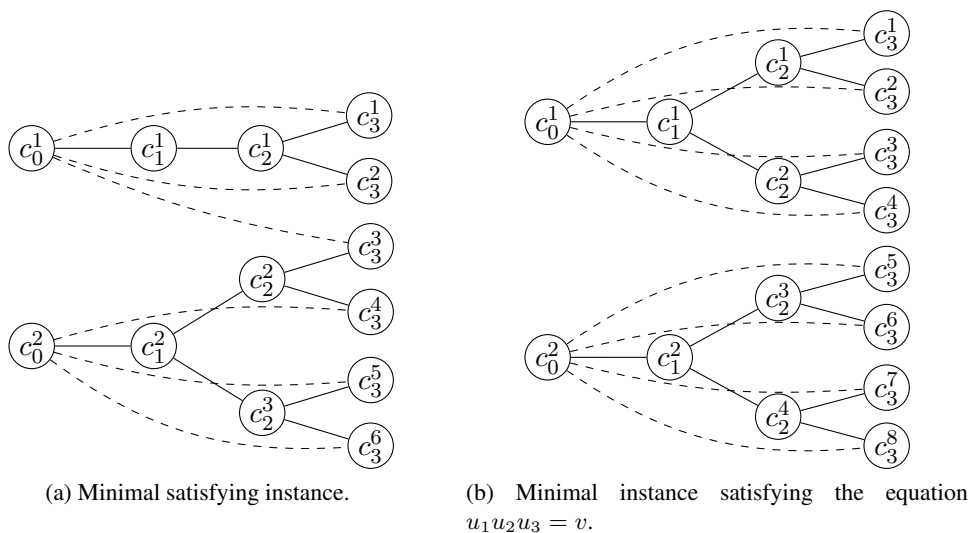 c_0^1
c_1^1
c_2^1
c_3^1
c_3^2
c_3^3
c_0^2
c_1^2
c_2^2
c_3^4
c_2^3
c_3^5
c_3^6
(a) Minimal satisfying instance.
c_0^1
c_1^1
c_2^1
c_3^1
c_3^2
c_2^2
c_3^3
c_3^4
c_0^2
c_1^2
c_2^3
c_3^5
c_3^6
c_2^4
c_3^7
c_3^8
(b) Minimal instance satisfying the equation
u_1u_2u_3 = v.